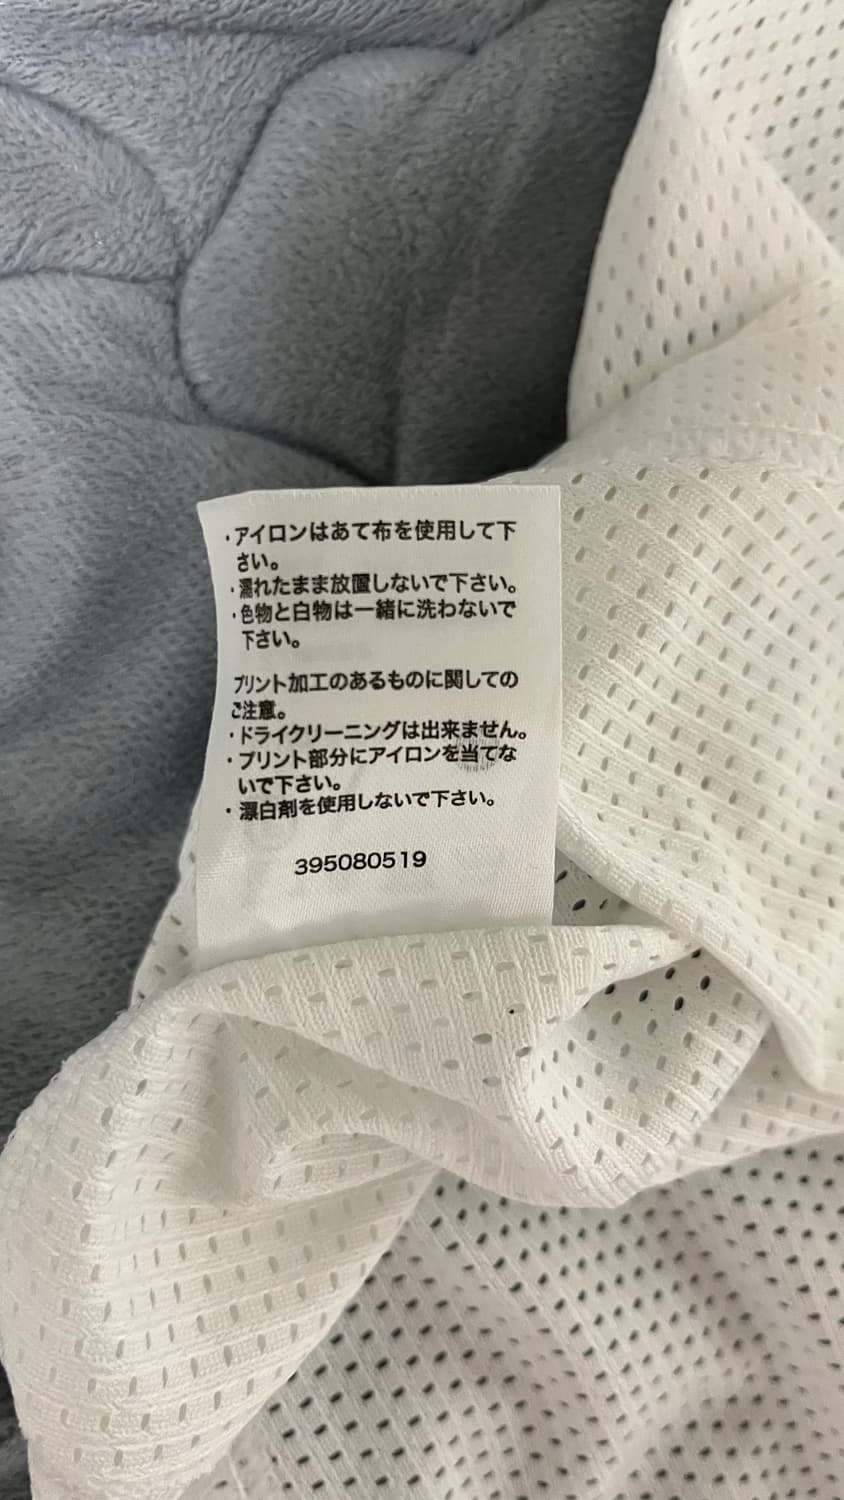 ・アイロンはあて布を使用して下
さい。
・濡れたまま放置しないで下さい。
・色物と白物は一緒に洗わないで
下さい。
プリント加工のあるものに関しての
ご注意。
・ドライクリーニングは出来ません。
・プリント部分にアイロンを当てな
いで下さい。
・漂白剤を使用しないで下さい。
395080519